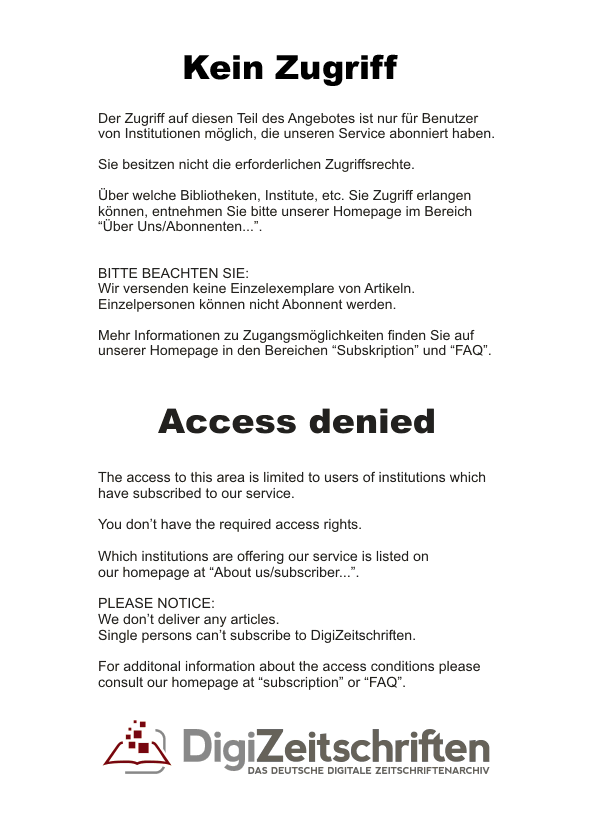 Kein Zugriff
Der Zugriff auf diesen Teil des Angebotes ist nur für Benutzer
von Institutionen möglich, die unseren Service abonniert haben.
Sie besitzen nicht die erforderlichen Zugriffsrechte.
Über welche Bibliotheken, Institute, etc. Sie Zugriff erlangen
können, entnehmen Sie bitte unserer Homepage im Bereich
“Über Uns/Abonnenten...”.
BITTE BEACHTEN SIE:
Wir versenden keine Einzelexemplare von Artikeln.
Einzelpersonen können nicht Abonnent werden.
Mehr Informationen zu Zugangsmöglichkeiten finden Sie auf
unserer Homepage in den Bereichen “Subskription” und “FAQ”.
Access denied
The access to this area is limited to users of institutions which
have subscribed to our service.
You don’t have the required access rights.
Which institutions are offering our service is listed on
our homepage at “About us/subscriber...”.
PLEASE NOTICE:
We don’t deliver any articles.
Single persons can’t subscribe to DigiZeitschriften.
For additonal information about the access conditions please
consult our homepage at “subscription” or “FAQ”.
DigiZeitschriften
DAS DEUTSCHE DIGITALE ZEITSCHRIFTENARCHIV